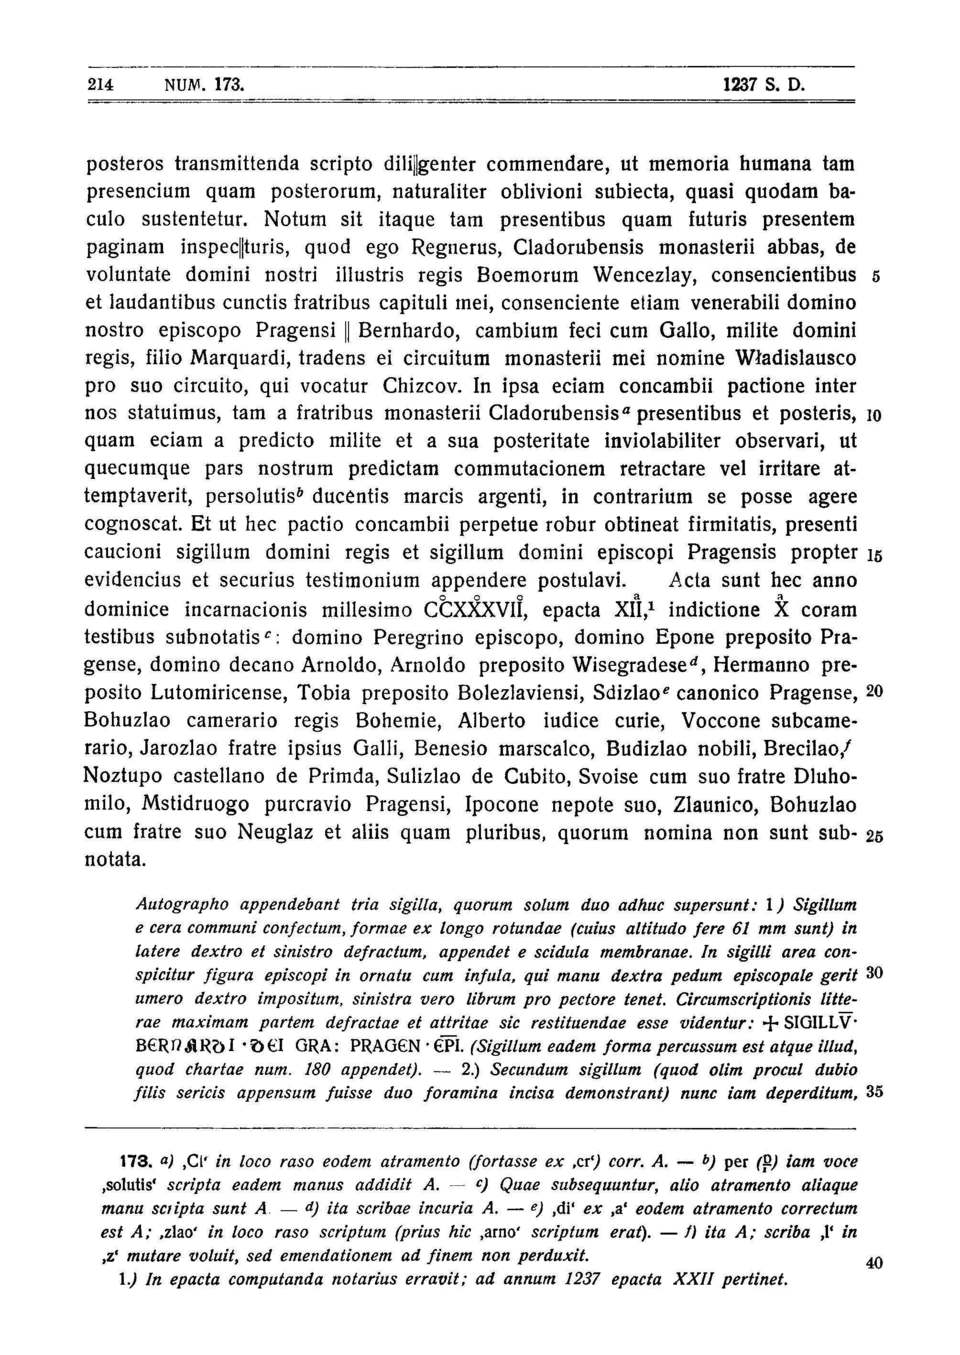 214 NUM. 173. 1237 S. D.
posteros transmittenda scripto dili||genter commendare, ut memoria humana tam
presencium quam posterorum, naturaliter oblivioni subiecta, quasi quodam ba-
culo sustentetur. Notum sit itaque tam presentibus quam futuris presentem
paginam inspec||turis, quod ego Regnerus, Cladorubensis monasterii abbas, de
voluntate domini nostri illustris regis Boemorum Wencezlay, consencientibus 5
et laudantibus cunctis fratribus capituli mei, consenciente etiam venerabili domino
nostro episcopo Pragensi || Bernhardo, cambium feci cum Gallo, milite domini
regis, filio Marquardi, tradens ei circuitum monasterii mei nomine Władislausco
pro suo circuito, qui vocatur Chizcov. In ipsa eciam concambii pactione inter
nos statuimus, tam a fratribus monasterii Cladorubensis ᵃ presentibus et posteris, 10
quam eciam a predicto milite et a sua posteritate inviolabiliter observari, ut
quecumque pars nostrum predictam commutacionem retractare vel irritare at-
temptaverit, persolutis ᵇ ducentis marcis argenti, in contrarium se posse agere
cognoscat. Et ut hec pactio concambii perpetue robur obtineat firmitatis, presenti
caucioni sigillum domini regis et sigillum domini episcopi Pragensis propter 15
evidencius et securius testimonium appendere postulavi. Acta sunt hec anno
dominice incarnacionis millesimo CC̊XXX̊VII̊, epacta XIIͣ,¹ indictione Xͣ coram
testibus subnotatis ᶜ: domino Peregrino episcopo, domino Epone preposito Pra-
gense, domino decano Arnoldo, Arnoldo preposito Wisegradese ᵈ, Hermanno pre-
posito Lutomiricense, Tobia preposito Bolezlaviensi, Sdizlao ᵉ canonico Pragense, 20
Bohuzlao camerario regis Bohemie, Alberto iudice curie, Voccone subcame-
rario, Jarozlao fratre ipsius Galli, Benesio marscalco, Budizlao nobili, Brecilao,ᶠ
Noztupo castellano de Primda, Sulizlao de Cubito, Svoise cum suo fratre Dluho-
milo, Mstidruogo purcravio Pragensi, Ipocone nepote suo, Zlaunico, Bohuzlao
cum fratre suo Neuglaz et aliis quam pluribus, quorum nomina non sunt sub- 25
notata.
Autographo appendebant tria sigilla, quorum solum duo adhuc supersunt: 1) Sigillum
e cera communi confectum, formae ex longo rotundae (cuius altitudo fere 61 mm sunt) in
latere dextro et sinistro defractum, appendet e scidula membranae. In sigilli area con-
spicitur figura episcopi in ornatu cum infula, qui manu dextra pedum episcopale gerit 30
umero dextro impositum, sinistra vero librum pro pectore tenet. Circumscriptionis litte-
rae maximam partem defractae et attritae sic restituendae esse videntur: + SIGILLV̅·
BERNARDI · DEI GRA: PRAGEN · E̅P̅I̅. (Sigillum eadem forma percussum est atque illud,
quod chartae num. 180 appendet). — 2.) Secundum sigillum (quod olim procul dubio
filis sericis appensum fuisse duo foramina incisa demonstrant) nunc iam deperditum, 35
173. a) ‚Cl‘ in loco raso eodem atramento (fortasse ex ‚cr‘) corr. A. — b) per (p̱) iam voce
‚solutis‘ scripta eadem manus addidit A. — c) Quae subsequuntur, alio atramento aliaque
manu scripta sunt A. — d) ita scribae incuria A. — e) ‚di‘ ex ‚a‘ eodem atramento correctum
est A; ‚zlao‘ in loco raso scriptum (prius hic ‚arno‘ scriptum erat). — f) ita A; scriba ‚l‘ in
‚z‘ mutare voluit, sed emendationem ad finem non perduxit. 40
1.) In epacta computanda notarius erravit; ad annum 1237 epacta XXII pertinet.